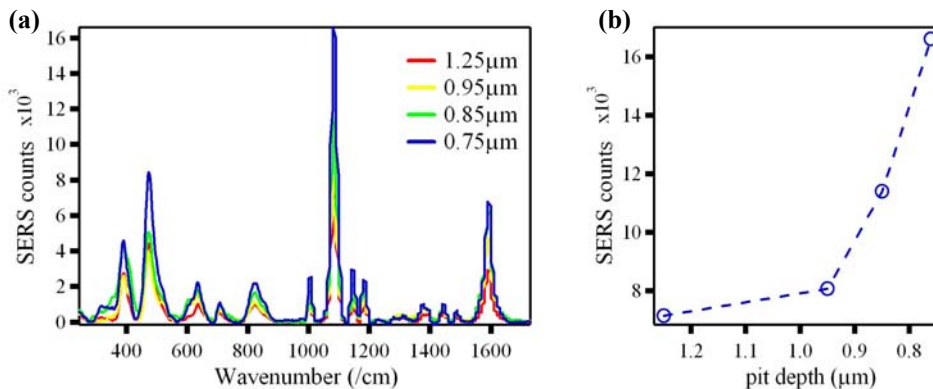 (a)
16
14
12
10
8
6
4
2
0
SERS counts x10³
1.25μm
0.95μm
0.85μm
0.75μm
400 600 800 1000 1200 1400 1600
Wavenumber (/cm)
(b)
16
14
12
10
8
SERS counts x10³
1.2 1.1 1.0 0.9 0.8
pit depth (μm)